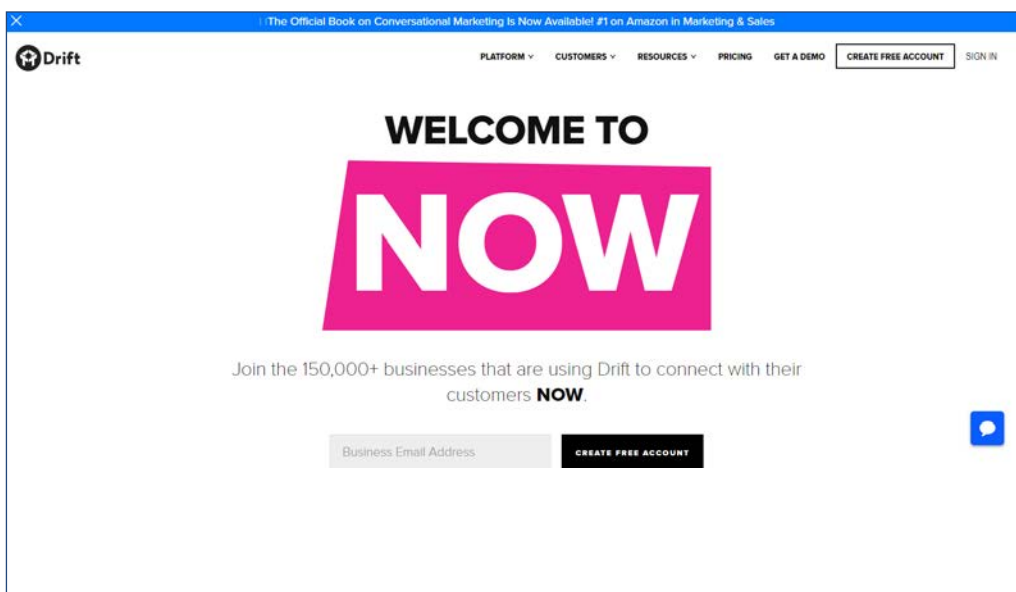 The Official Book on Conversational Marketing Is Now Available! #1 on Amazon in Marketing & Sales
Drift
PLATFORM CUSTOMERS RESOURCES PRICING GET A DEMO CREATE FREE ACCOUNT SIGN IN
WELCOME TO
NOW
Join the 150,000+ businesses that are using Drift to connect with their
customers NOW.
Business Email Address CREATE FREE ACCOUNT